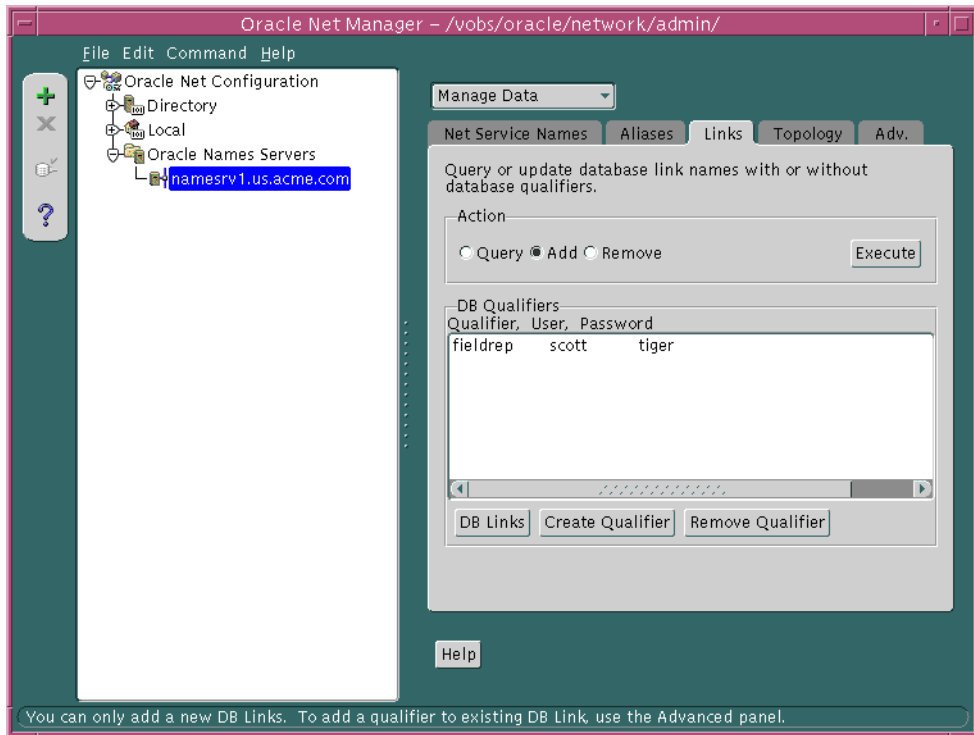 Oracle Net Manager – /vobs/oracle/network/admin/
File Edit Command Help
Oracle Net Configuration
Directory
Local
Oracle Names Servers
namesrv1.us.acme.com
Manage Data
Net Service Names Aliases Links Topology Adv.
Query or update database link names with or without
database qualifiers.
Action
Query Add Remove Execute
DB Qualifiers
Qualifier, User, Password
fieldrep scott tiger
DB Links Create Qualifier Remove Qualifier
Help
You can only add a new DB Links. To add a qualifier to existing DB Link, use the Advanced panel.